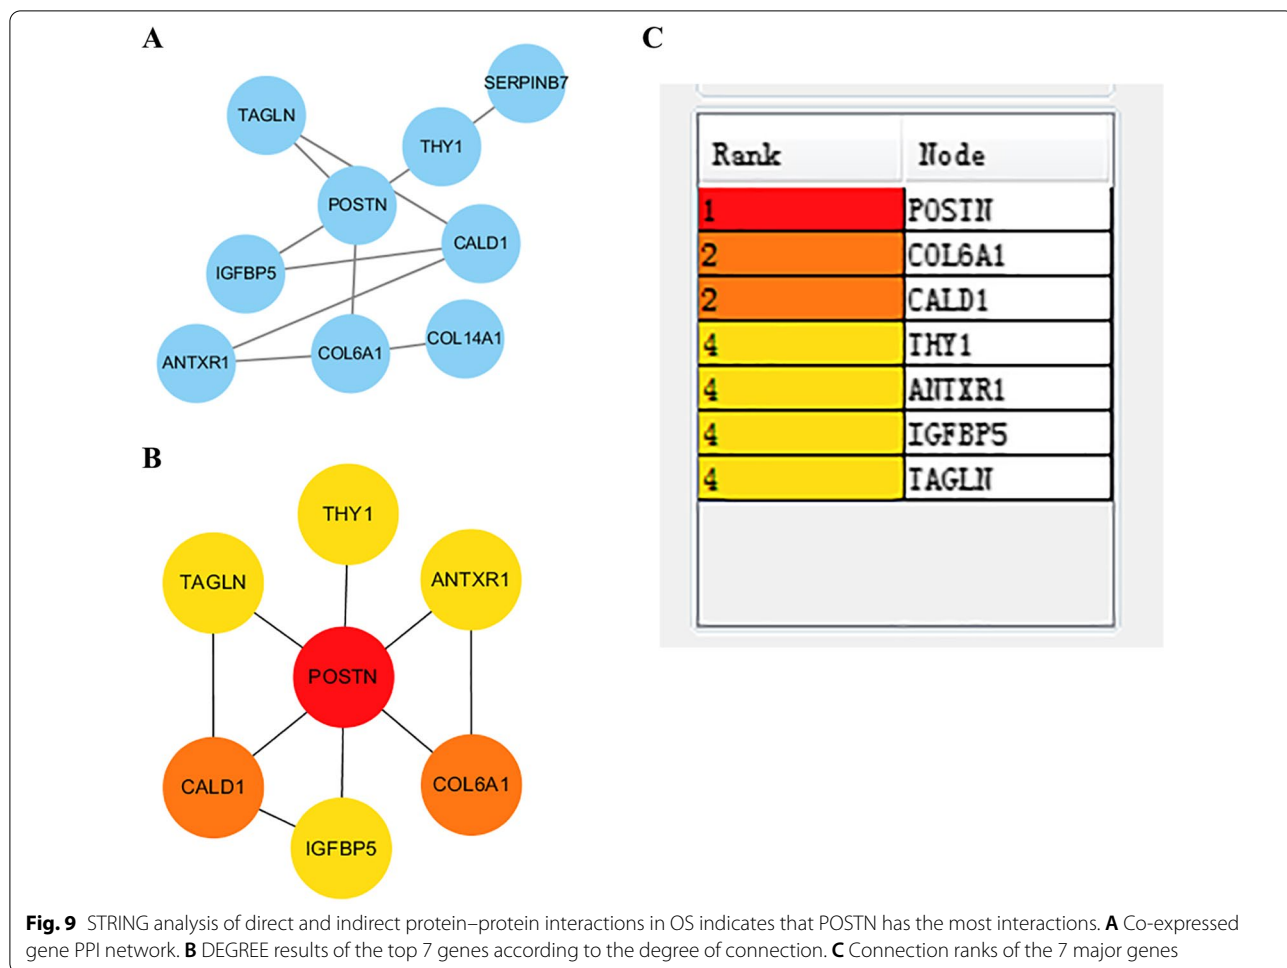 A
SERPINB7
TAGLN
THY1
POSTN
CALD1
IGFBP5
COL14A1
COL6A1
ANTXR1
B
THY1
TAGLN
ANTXR1
POSTN
CALD1
COL6A1
IGFBP5
C
Rank Node
1 POSTN
2 COL6A1
2 CALD1
4 THY1
4 ANTXR1
4 IGFBP5
4 TAGLN
Fig. 9 STRING analysis of direct and indirect protein–protein interactions in OS indicates that POSTN has the most interactions. A Co-expressed
gene PPI network. B DEGREE results of the top 7 genes according to the degree of connection. C Connection ranks of the 7 major genes